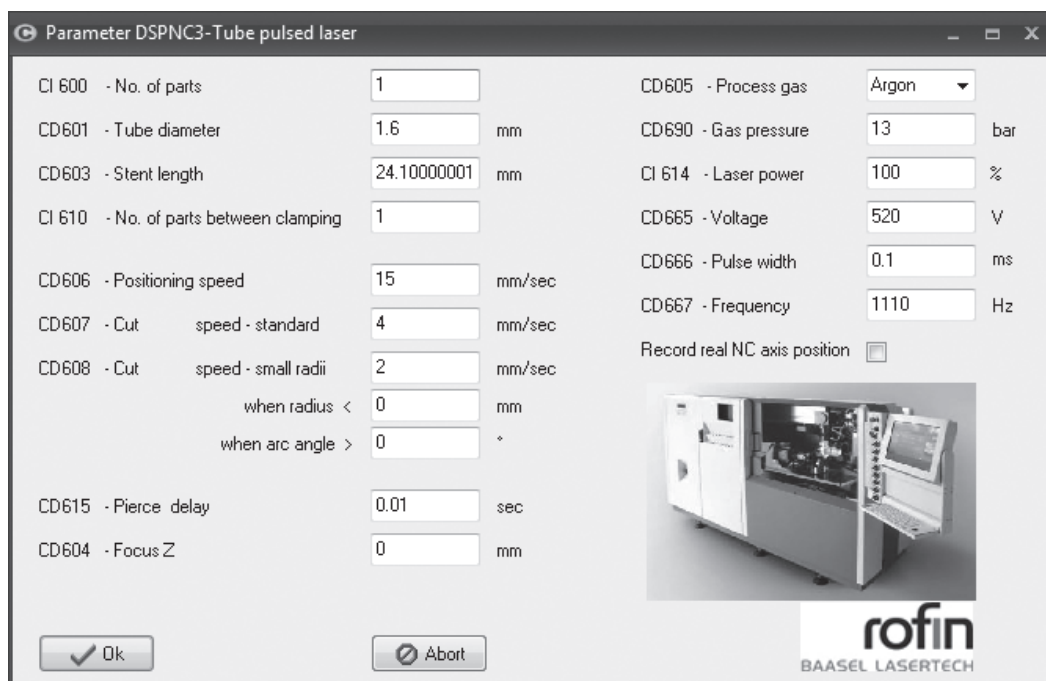 Parameter DSPNC3-Tube pulsed laser
CI 600 - No. of parts 1
CD601 - Tube diameter 1.6 mm
CD603 - Stent length 24.10000001 mm
CI 610 - No. of parts between clamping 1
CD606 - Positioning speed 15 mm/sec
CD607 - Cut speed - standard 4 mm/sec
CD608 - Cut speed - small radii 2 mm/sec
when radius < 0 mm
when arc angle > 0 °
CD615 - Pierce delay 0.01 sec
CD604 - Focus Z 0 mm
Ok Abort
CD605 - Process gas Argon
CD690 - Gas pressure 13 bar
CI 614 - Laser power 100 %
CD665 - Voltage 520 V
CD666 - Pulse width 0.1 ms
CD667 - Frequency 1110 Hz
Record real NC axis position
rofin
BAASEL LASERTECH